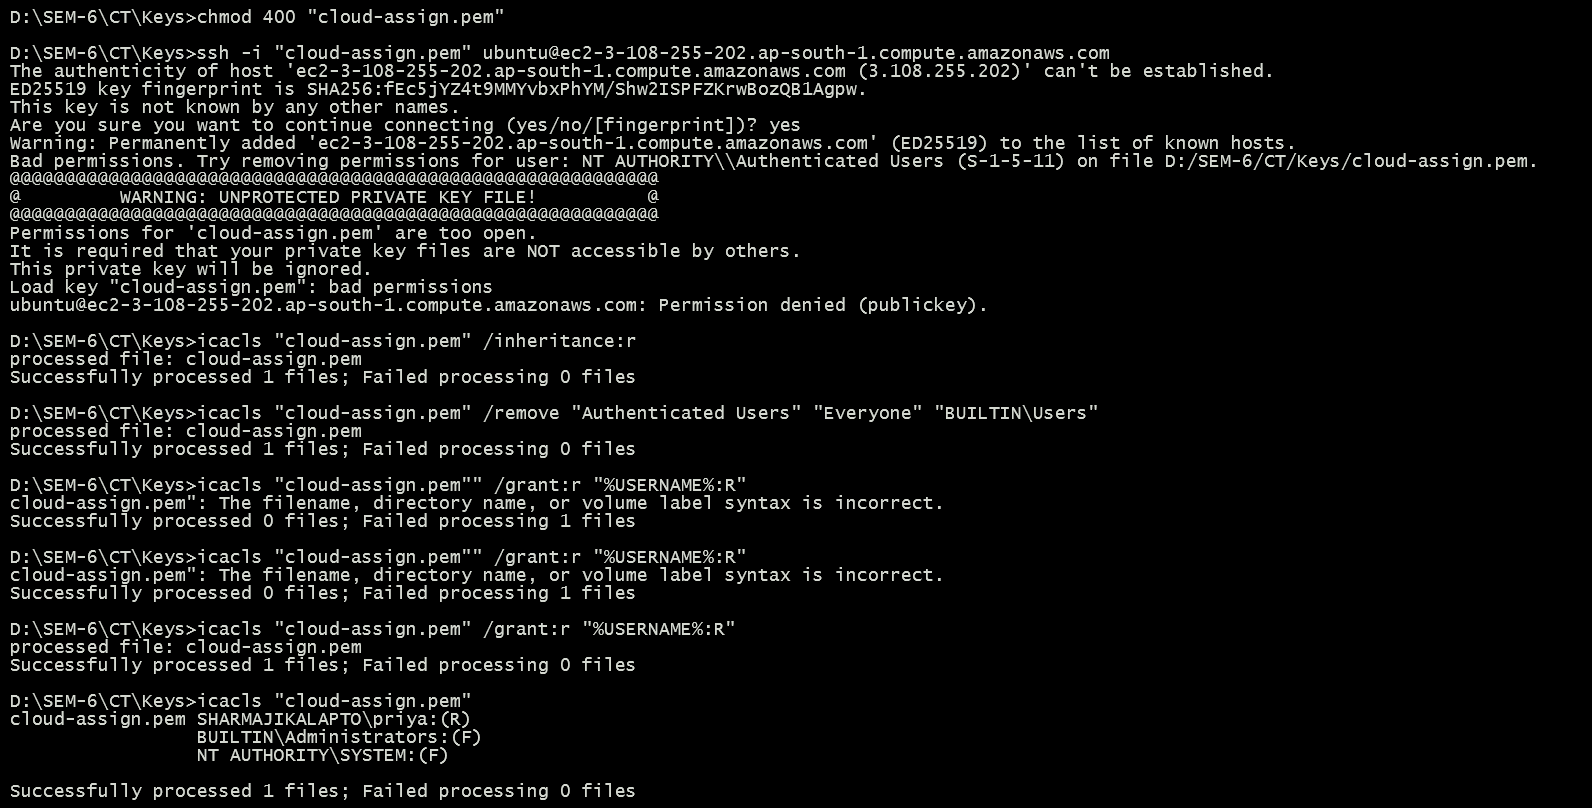 D:\SEM-6\CT\Keys>chmod 400 "cloud-assign.pem"
D:\SEM-6\CT\Keys>ssh -i "cloud-assign.pem" ubuntu@ec2-3-108-255-202.ap-south-1.compute.amazonaws.com
The authenticity of host 'ec2-3-108-255-202.ap-south-1.compute.amazonaws.com (3.108.255.202)' can't be established.
ED25519 key fingerprint is SHA256:fEc5jYZ4t9MMYvbxPhYM/Shw2ISPFZKrwBozQB1Agpw.
This key is not known by any other names.
Are you sure you want to continue connecting (yes/no/[fingerprint])? yes
Warning: Permanently added 'ec2-3-108-255-202.ap-south-1.compute.amazonaws.com' (ED25519) to the list of known hosts.
Bad permissions. Try removing permissions for user: NT AUTHORITY\\Authenticated Users (S-1-5-11) on file D:/SEM-6/CT/Keys/cloud-assign.pem.
@@@@@@@@@@@@@@@@@@@@@@@@@@@@@@@@@@@@@@@@@@@@@@@@@@@@@@@@@@@
@         WARNING: UNPROTECTED PRIVATE KEY FILE!          @
@@@@@@@@@@@@@@@@@@@@@@@@@@@@@@@@@@@@@@@@@@@@@@@@@@@@@@@@@@@
Permissions for 'cloud-assign.pem' are too open.
It is required that your private key files are NOT accessible by others.
This private key will be ignored.
Load key "cloud-assign.pem": bad permissions
ubuntu@ec2-3-108-255-202.ap-south-1.compute.amazonaws.com: Permission denied (publickey).
D:\SEM-6\CT\Keys>icacls "cloud-assign.pem" /inheritance:r
processed file: cloud-assign.pem
Successfully processed 1 files; Failed processing 0 files
D:\SEM-6\CT\Keys>icacls "cloud-assign.pem" /remove "Authenticated Users" "Everyone" "BUILTIN\Users"
processed file: cloud-assign.pem
Successfully processed 1 files; Failed processing 0 files
D:\SEM-6\CT\Keys>icacls "cloud-assign.pem"" /grant:r "%USERNAME%:R"
cloud-assign.pem": The filename, directory name, or volume label syntax is incorrect.
Successfully processed 0 files; Failed processing 1 files
D:\SEM-6\CT\Keys>icacls "cloud-assign.pem"" /grant:r "%USERNAME%:R"
cloud-assign.pem": The filename, directory name, or volume label syntax is incorrect.
Successfully processed 0 files; Failed processing 1 files
D:\SEM-6\CT\Keys>icacls "cloud-assign.pem" /grant:r "%USERNAME%:R"
processed file: cloud-assign.pem
Successfully processed 1 files; Failed processing 0 files
D:\SEM-6\CT\Keys>icacls "cloud-assign.pem"
cloud-assign.pem SHARMAJIKALAPTO\priya:(R)
BUILTIN\Administrators:(F)
NT AUTHORITY\SYSTEM:(F)
Successfully processed 1 files; Failed processing 0 files